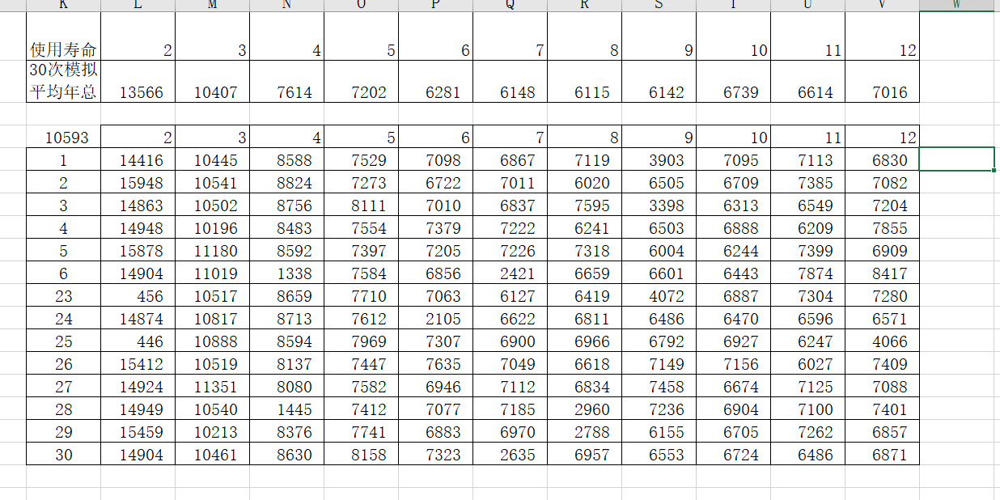 K L M N O P Q R S T U V W
使用寿命 2 3 4 5 6 7 8 9 10 11 12
30次模拟
平均年总 13566 10407 7614 7202 6281 6148 6115 6142 6739 6614 7016
10593 2 3 4 5 6 7 8 9 10 11 12
1 14416 10445 8588 7529 7098 6867 7119 3903 7095 7113 6830
2 15948 10541 8824 7273 6722 7011 6020 6505 6709 7385 7082
3 14863 10502 8756 8111 7010 6837 7595 3398 6313 6549 7204
4 14948 10196 8483 7554 7379 7222 6241 6503 6888 6209 7855
5 15878 11180 8592 7397 7205 7226 7318 6004 6244 7399 6909
6 14904 11019 1338 7584 6856 2421 6659 6601 6443 7874 8417
23 456 10517 8659 7710 7063 6127 6419 4072 6887 7304 7280
24 14874 10817 8713 7612 2105 6622 6811 6486 6470 6596 6571
25 446 10888 8594 7969 7307 6900 6966 6792 6927 6247 4066
26 15412 10519 8137 7447 7635 7049 6618 7149 7156 6027 7409
27 14924 11351 8080 7582 6946 7112 6834 7458 6674 7125 7088
28 14949 10540 1445 7412 7077 7185 2960 7236 6904 7100 7401
29 15459 10213 8376 7741 6883 6970 2788 6155 6705 7262 6857
30 14904 10461 8630 8158 7323 2635 6957 6553 6724 6486 6871